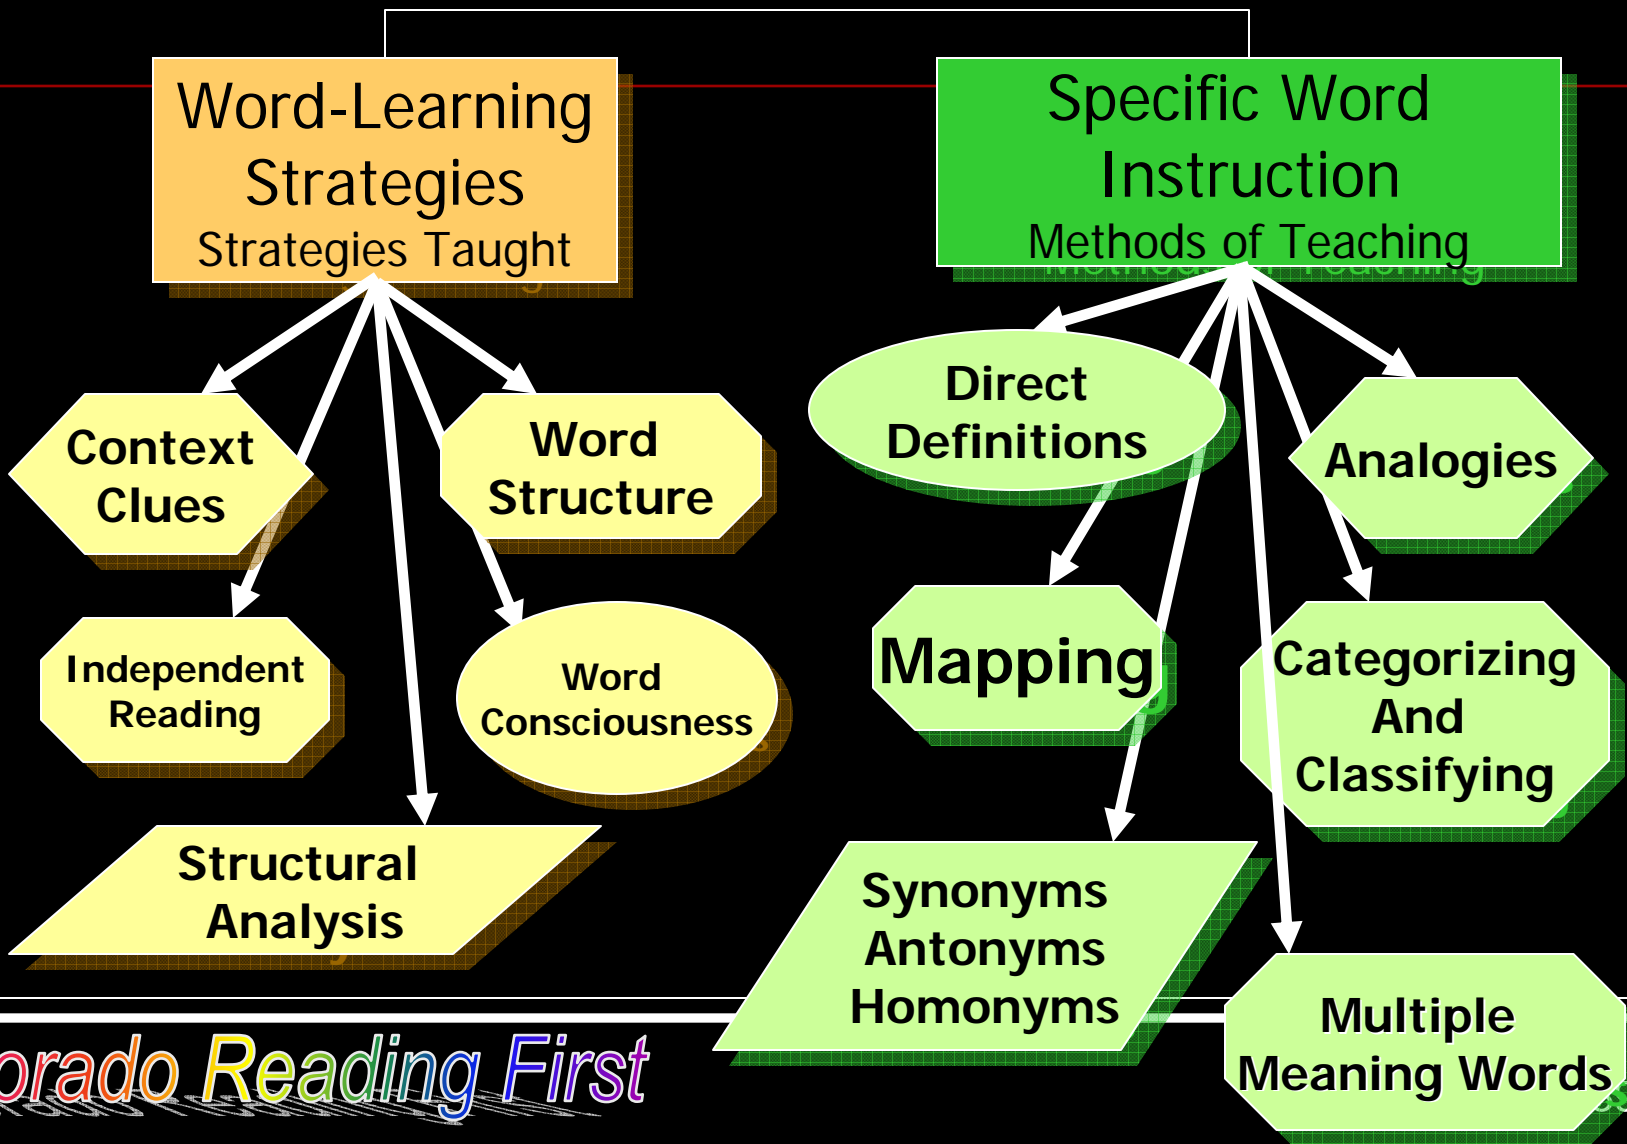 Word-Learning
Strategies
Strategies Taught
Specific Word
Instruction
Methods of Teaching
Context
Clues
Word
Structure
Independent
Reading
Word
Consciousness
Structural
Analysis
Direct
Definitions
Analogies
Mapping
Categorizing
And
Classifying
Synonyms
Antonyms
Homonyms
Multiple
Meaning Words
orado Reading First